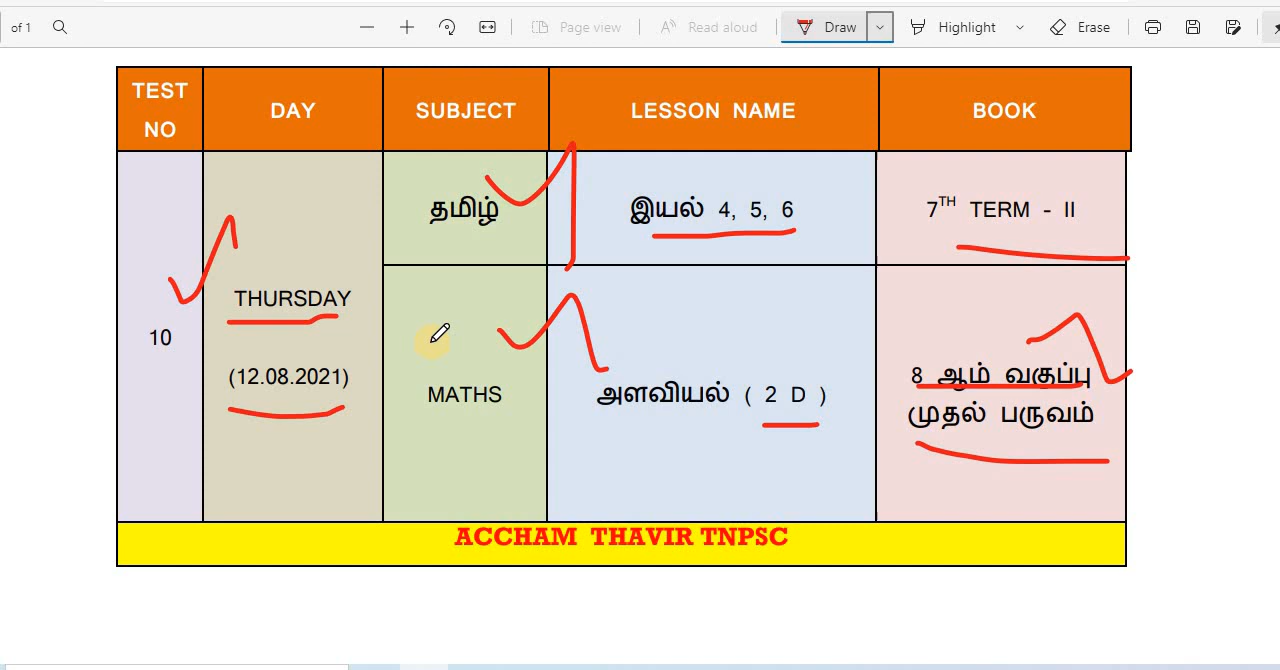 of 1
Page view
Read aloud
Draw
Highlight
Erase
TEST NO
DAY
SUBJECT
LESSON NAME
BOOK
10
THURSDAY
(12.08.2021)
தமிழ்
இயல் 4, 5, 6
7TH TERM - II
MATHS
அளவியல் ( 2 D )
8 ஆம் வகுப்பு
முதல் பருவம்
ACCHAM THAVIR TNPSC